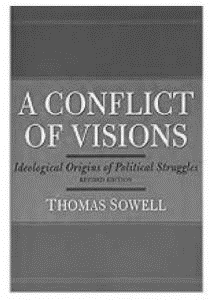 A CONFLICT
OF VISIONS
Ideological Origins of Political Struggles
REVISED EDITION
THOMAS SOWELL